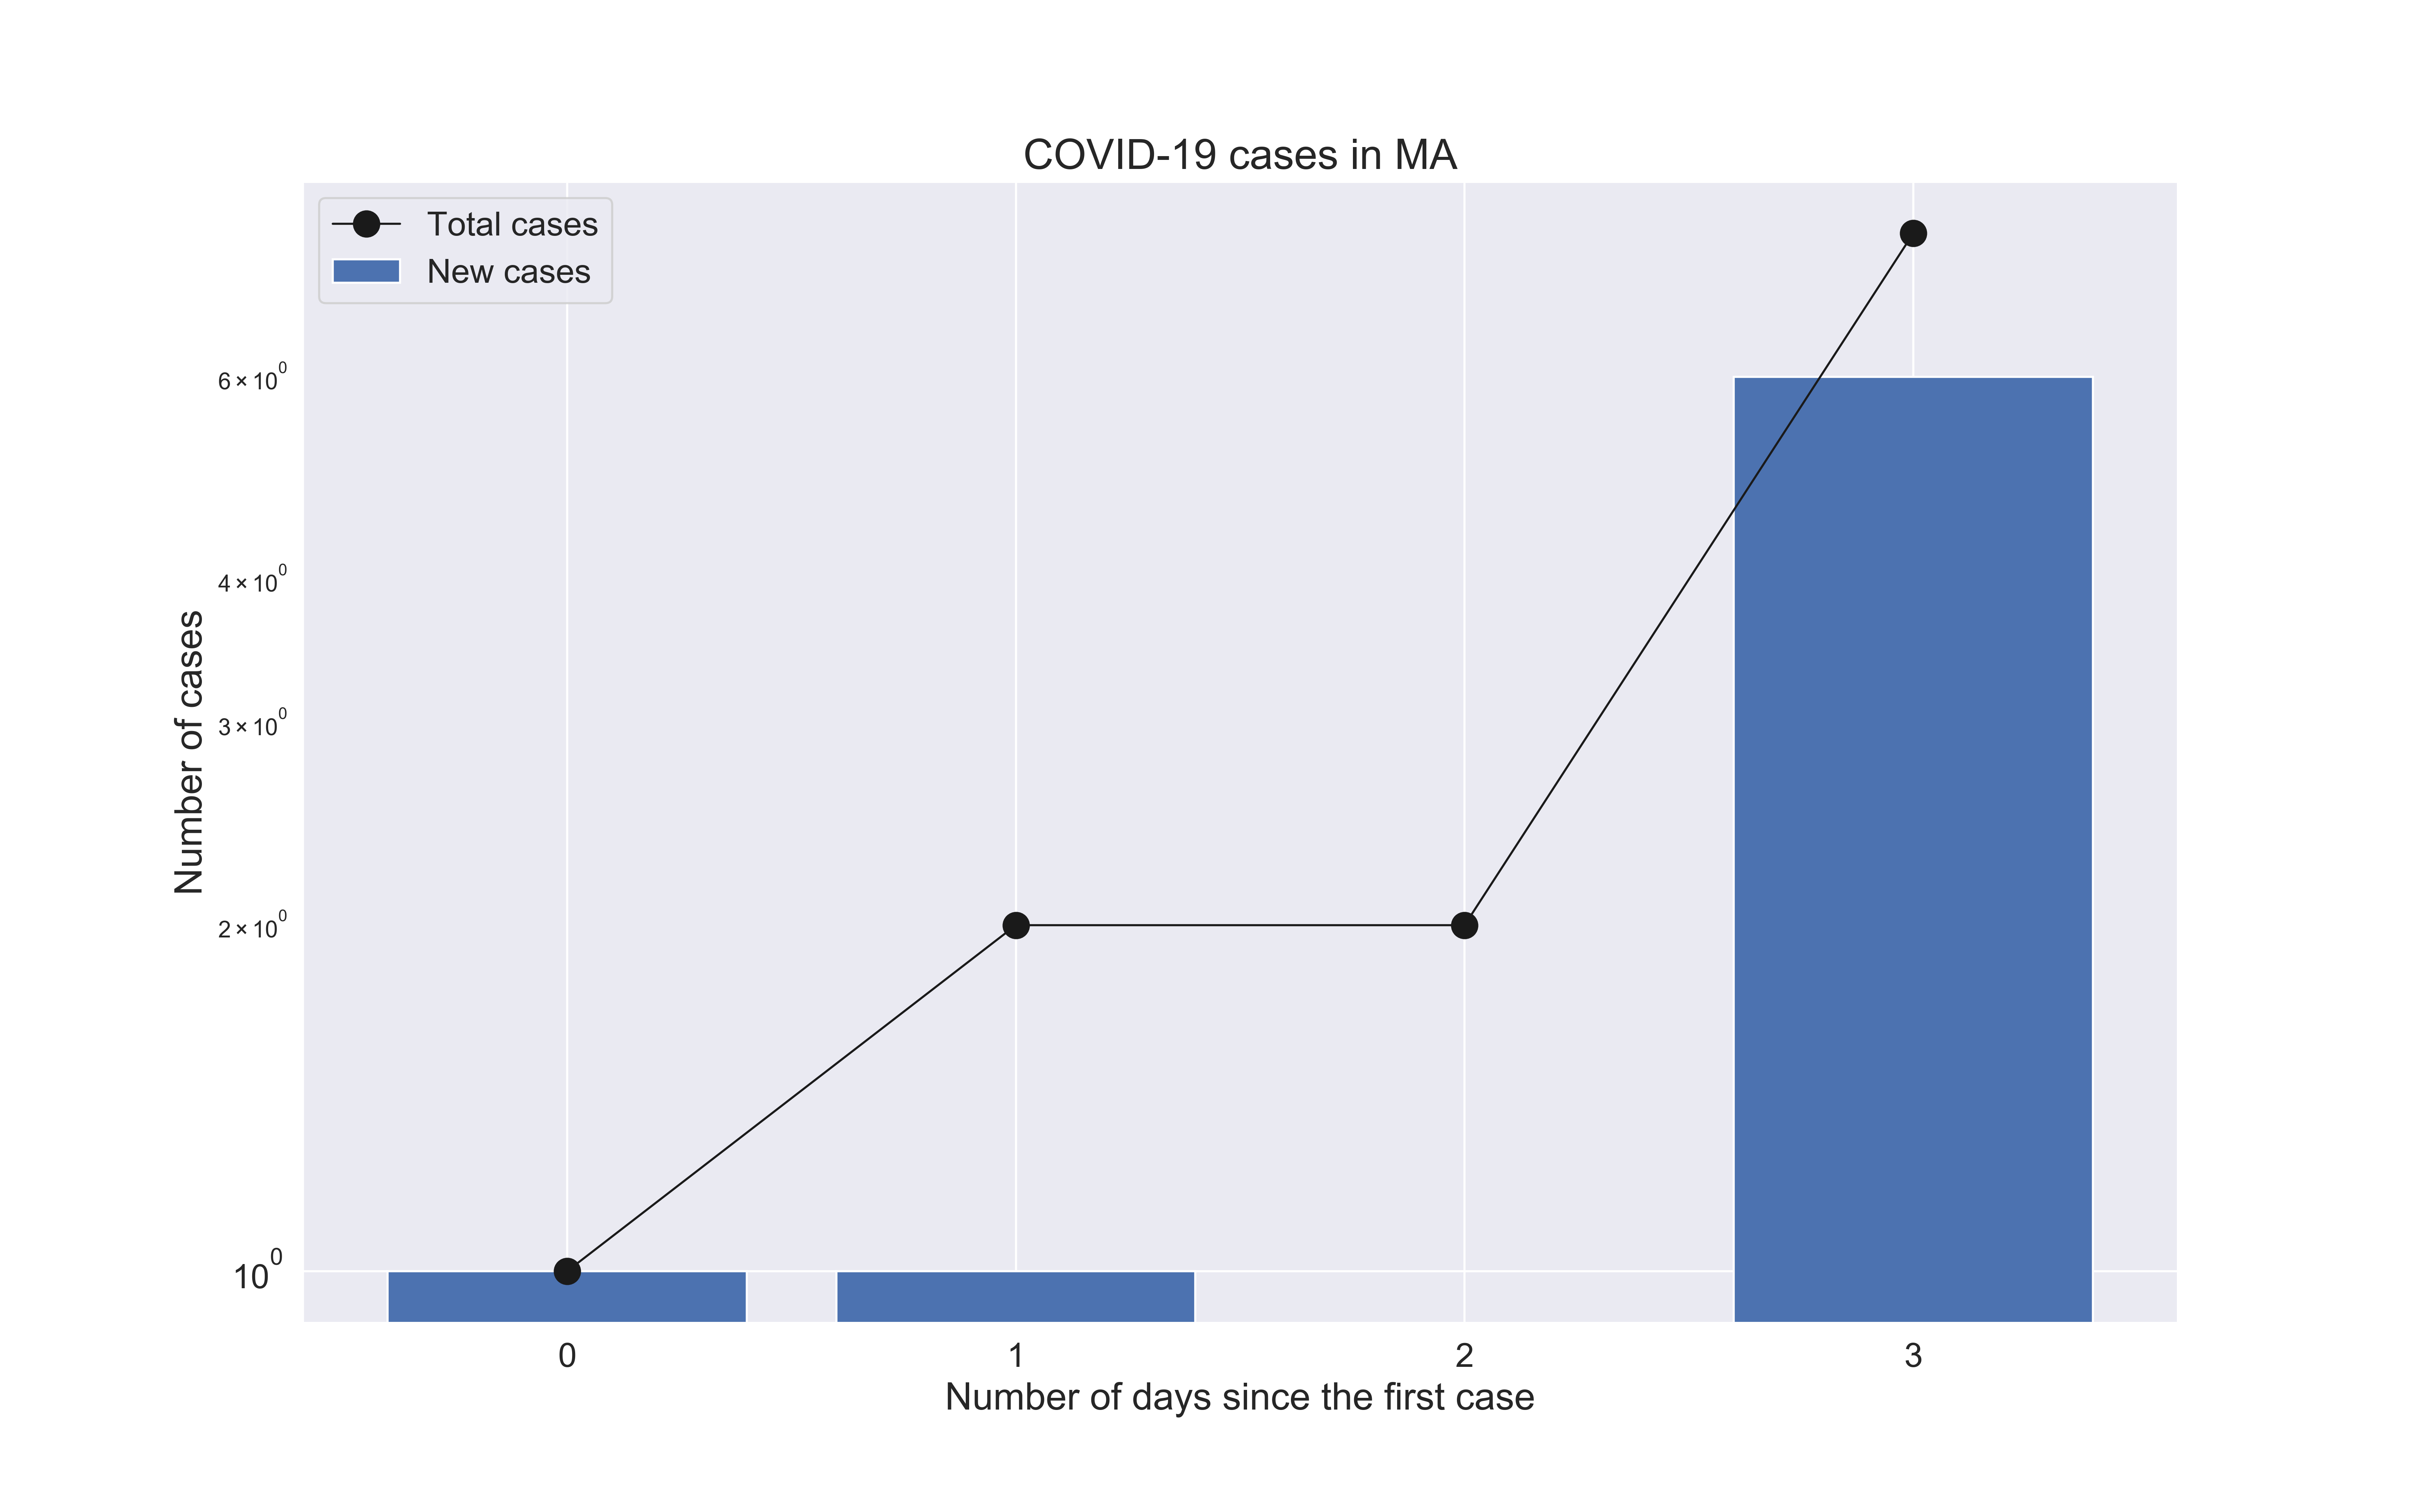 COVID-19 cases in MA
Total cases
New cases
6 × 10⁰
4 × 10⁰
3 × 10⁰
2 × 10⁰
10⁰
Number of cases
0 1 2 3
Number of days since the first case